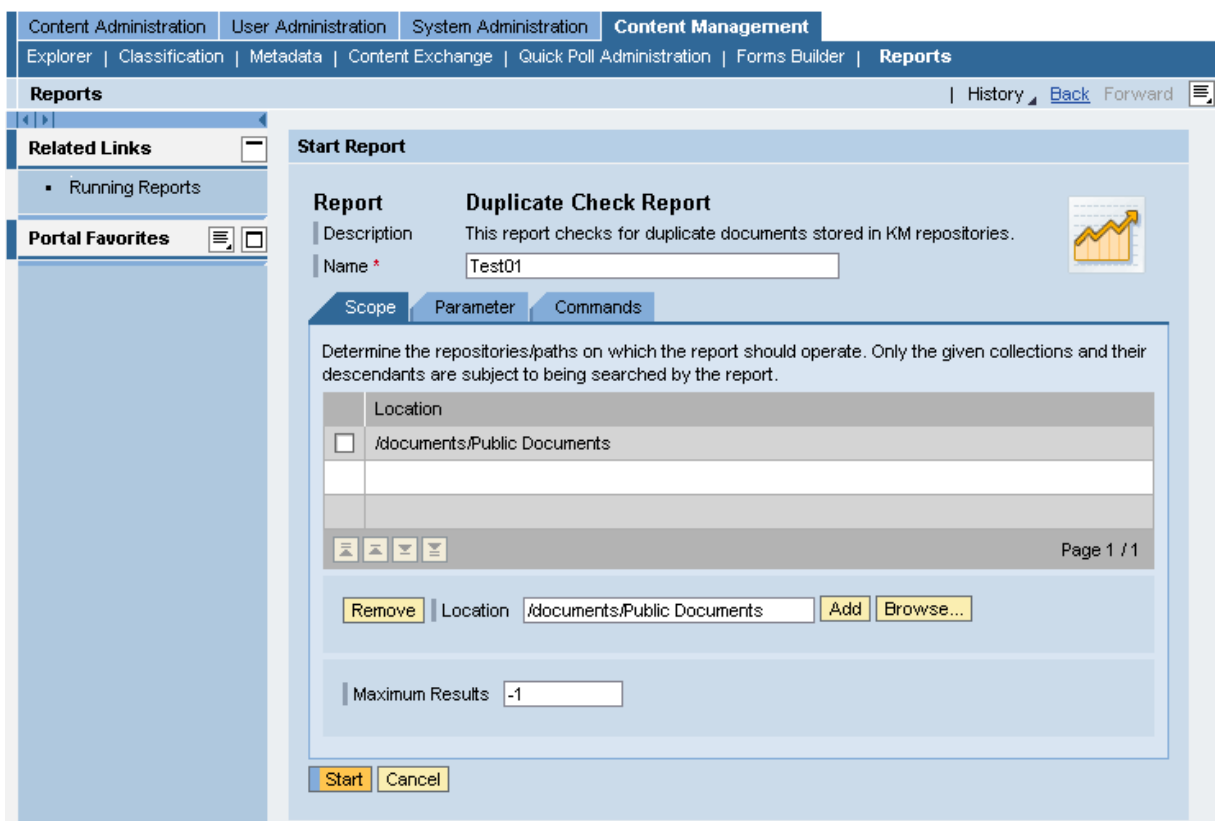 Content Administration User Administration System Administration Content Management
Explorer | Classification | Metadata | Content Exchange | Quick Poll Administration | Forms Builder | Reports
Reports | History Back Forward
Related Links
Running Reports
Portal Favorites
Start Report
Report Duplicate Check Report
Description This report checks for duplicate documents stored in KM repositories.
Name * Test01
Scope Parameter Commands
Determine the repositories/paths on which the report should operate. Only the given collections and their
descendants are subject to being searched by the report.
Location
/documents/Public Documents
Page 1 / 1
Remove Location /documents/Public Documents Add Browse...
Maximum Results -1
Start Cancel